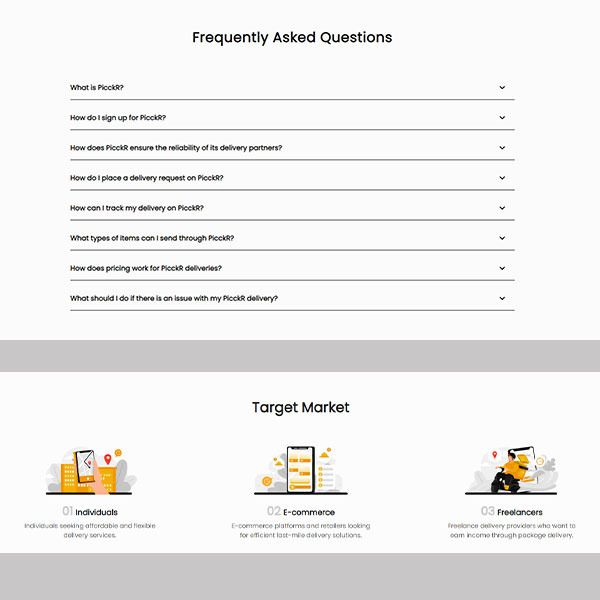 Frequently Asked Questions
What is PicckR?
How do I sign up for PicckR?
How does PicckR ensure the reliability of its delivery partners?
How do I place a delivery request on PicckR?
How can I track my delivery on PicckR?
What types of items can I send through PicckR?
How does pricing work for PicckR deliveries?
What should I do if there is an issue with my PicckR delivery?
Target Market
01 Individuals
Individuals seeking affordable and flexible
delivery services.
02 E-commerce
E-commerce platforms and retailers looking
for efficient last-mile delivery solutions.
03 Freelancers
Freelance delivery providers who want to
earn income through package delivery.